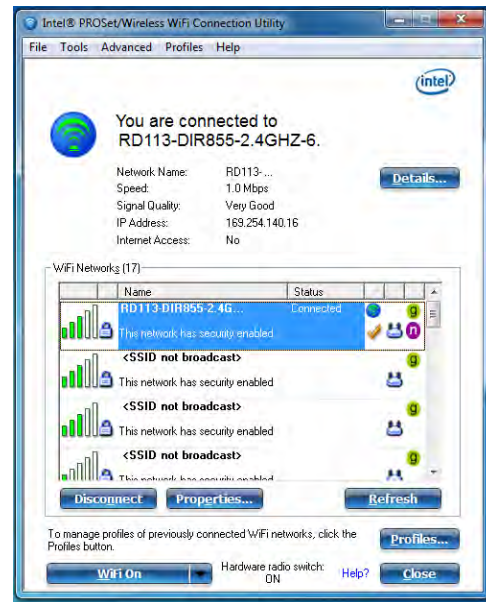 Intel® PROSet/Wireless WiFi Connection Utility
File Tools Advanced Profiles Help
intel
You are connected to
RD113-DIR855-2.4GHZ-6.
Network Name: RD113-...
Speed: 1.0 Mbps
Signal Quality: Very Good
IP Address: 169.254.140.16
Internet Access: No
Details...
WiFi Networks (17)
Name Status
RD113-DIR855-2.4G... Connected g
This network has security enabled n
<SSID not broadcast> g
This network has security enabled
<SSID not broadcast> g
This network has security enabled
<SSID not broadcast> g
This network has security enabled
Disconnect Properties... Refresh
To manage profiles of previously connected WiFi networks, click the
Profiles button.
Profiles...
WiFi On
Hardware radio switch:
ON
Help?
Close